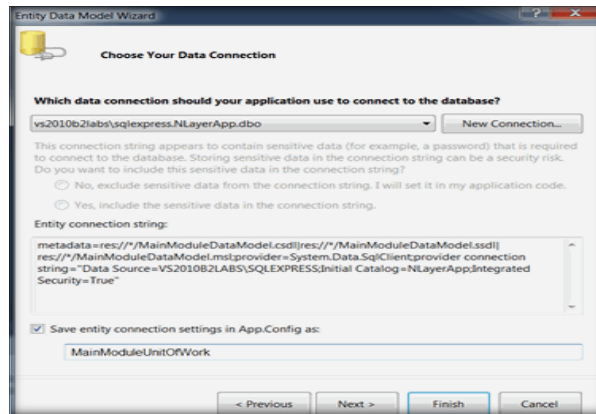 Entity Data Model Wizard
Choose Your Data Connection
Which data connection should your application use to connect to the database?
vs2010b2labs\sqlexpress.NLayerApp.dbo
New Connection...
This connection string appears to contain sensitive data (for example, a password) that is required
to connect to the database. Storing sensitive data in the connection string can be a security risk.
Do you want to include this sensitive data in the connection string?
No, exclude sensitive data from the connection string. I will set it in my application code.
Yes, include the sensitive data in the connection string.
Entity connection string:
metadata=res://*/MainModuleDataModel.csdl|res://*/MainModuleDataModel.ssdl|
res://*/MainModuleDataModel.msl;provider=System.Data.SqlClient;provider connection
string="Data Source=VS2010B2LABS\SQLEXPRESS;Initial Catalog=NLayerApp;Integrated
Security=True"
Save entity connection settings in App.Config as:
MainModuleUnitOfWork
< Previous
Next >
Finish
Cancel